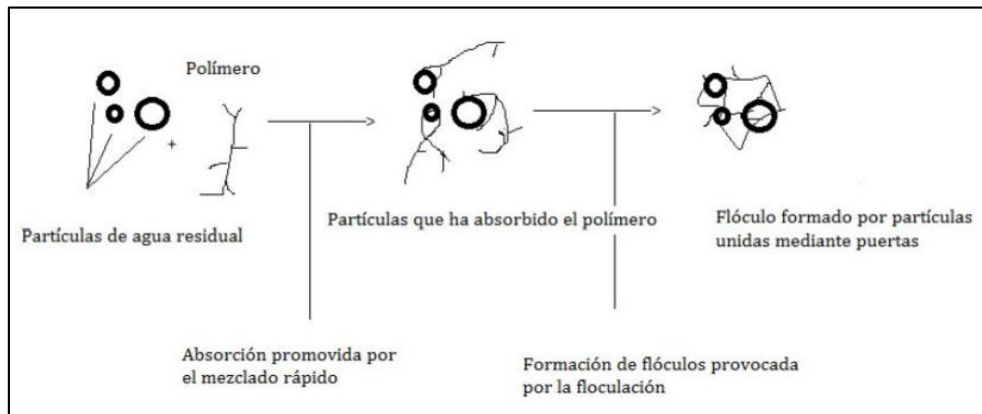 Polímero
+
Partículas de agua residual
Partículas que ha absorbido el polímero
Flóculo formado por partículas
unidas mediante puertas
Absorción promovida por
el mezclado rápido
Formación de flóculos provocada
por la floculación